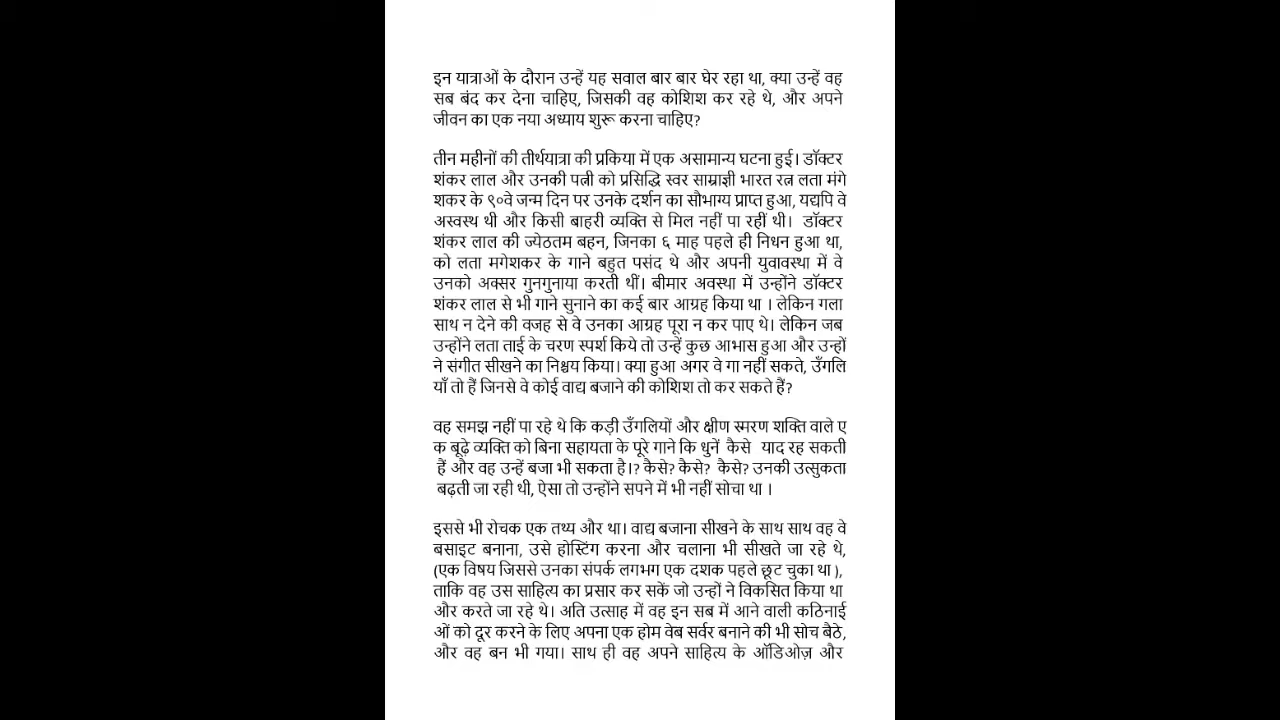 इन यात्राओं के दौरान उन्हें यह सवाल बार बार घेर रहा था, क्या उन्हें वह
सब बंद कर देना चाहिए, जिसकी वह कोशिश कर रहे थे, और अपने
जीवन का एक नया अध्याय शुरू करना चाहिए?
तीन महीनों की तीर्थयात्रा की प्रकिया में एक असामान्य घटना हुई। डॉक्टर
शंकर लाल और उनकी पत्नी को प्रसिद्धि स्वर साम्राज्ञी भारत रत्न लता मंगे
शकर के ९०वे जन्म दिन पर उनके दर्शन का सौभाग्य प्राप्त हुआ, यद्यपि वे
अस्वस्थ थी और किसी बाहरी व्यक्ति से मिल नहीं पा रहीं थी। डॉक्टर
शंकर लाल की ज्येठतम बहन, जिनका ६ माह पहले ही निधन हुआ था,
को लता मगेशकर के गाने बहुत पसंद थे और अपनी युवावस्था में वे
उनको अक्सर गुनगुनाया करती थीं। बीमार अवस्था में उन्होंने डॉक्टर
शंकर लाल से भी गाने सुनाने का कई बार आग्रह किया था । लेकिन गला
साथ न देने की वजह से वे उनका आग्रह पूरा न कर पाए थे। लेकिन जब
उन्होंने लता ताई के चरण स्पर्श किये तो उन्हें कुछ आभास हुआ और उन्हों
ने संगीत सीखने का निश्चय किया। क्या हुआ अगर वे गा नहीं सकते, उँगलि
याँ तो हैं जिनसे वे कोई वाद्य बजाने की कोशिश तो कर सकते हैं?
वह समझ नहीं पा रहे थे कि कड़ी उँगलियों और क्षीण स्मरण शक्ति वाले ए
क बूढ़े व्यक्ति को बिना सहायता के पूरे गाने कि धुनें कैसे याद रह सकती
हैं और वह उन्हें बजा भी सकता है।? कैसे? कैसे? कैसे? उनकी उत्सुकता
बढ़ती जा रही थी, ऐसा तो उन्होंने सपने में भी नहीं सोचा था ।
इससे भी रोचक एक तथ्य और था। वाद्य बजाना सीखने के साथ साथ वह वे
बसाइट बनाना, उसे होस्टिंग करना और चलाना भी सीखते जा रहे थे,
(एक विषय जिससे उनका संपर्क लगभग एक दशक पहले छूट चुका था ),
ताकि वह उस साहित्य का प्रसार कर सकें जो उन्हों ने विकसित किया था
और करते जा रहे थे। अति उत्साह में वह इन सब में आने वाली कठिनाई
ओं को दूर करने के लिए अपना एक होम वेब सर्वर बनाने की भी सोच बैठे,
और वह बन भी गया। साथ ही वह अपने साहित्य के ऑडिओज़ और